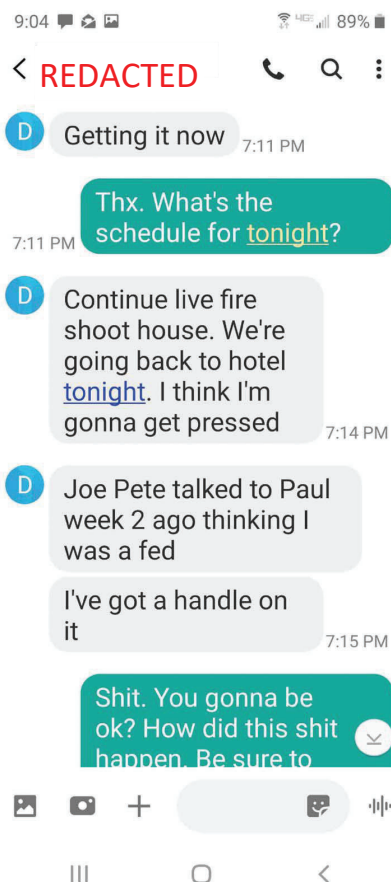 9:04 89%
REDACTED
D
Getting it now
7:11 PM
Thx. What's the
schedule for tonight?
7:11 PM
D
Continue live fire
shoot house. We're
going back to hotel
tonight. I think I'm
gonna get pressed
7:14 PM
D
Joe Pete talked to Paul
week 2 ago thinking I
was a fed
I've got a handle on
it
7:15 PM
Shit. You gonna be
ok? How did this shit
happen. Be sure to